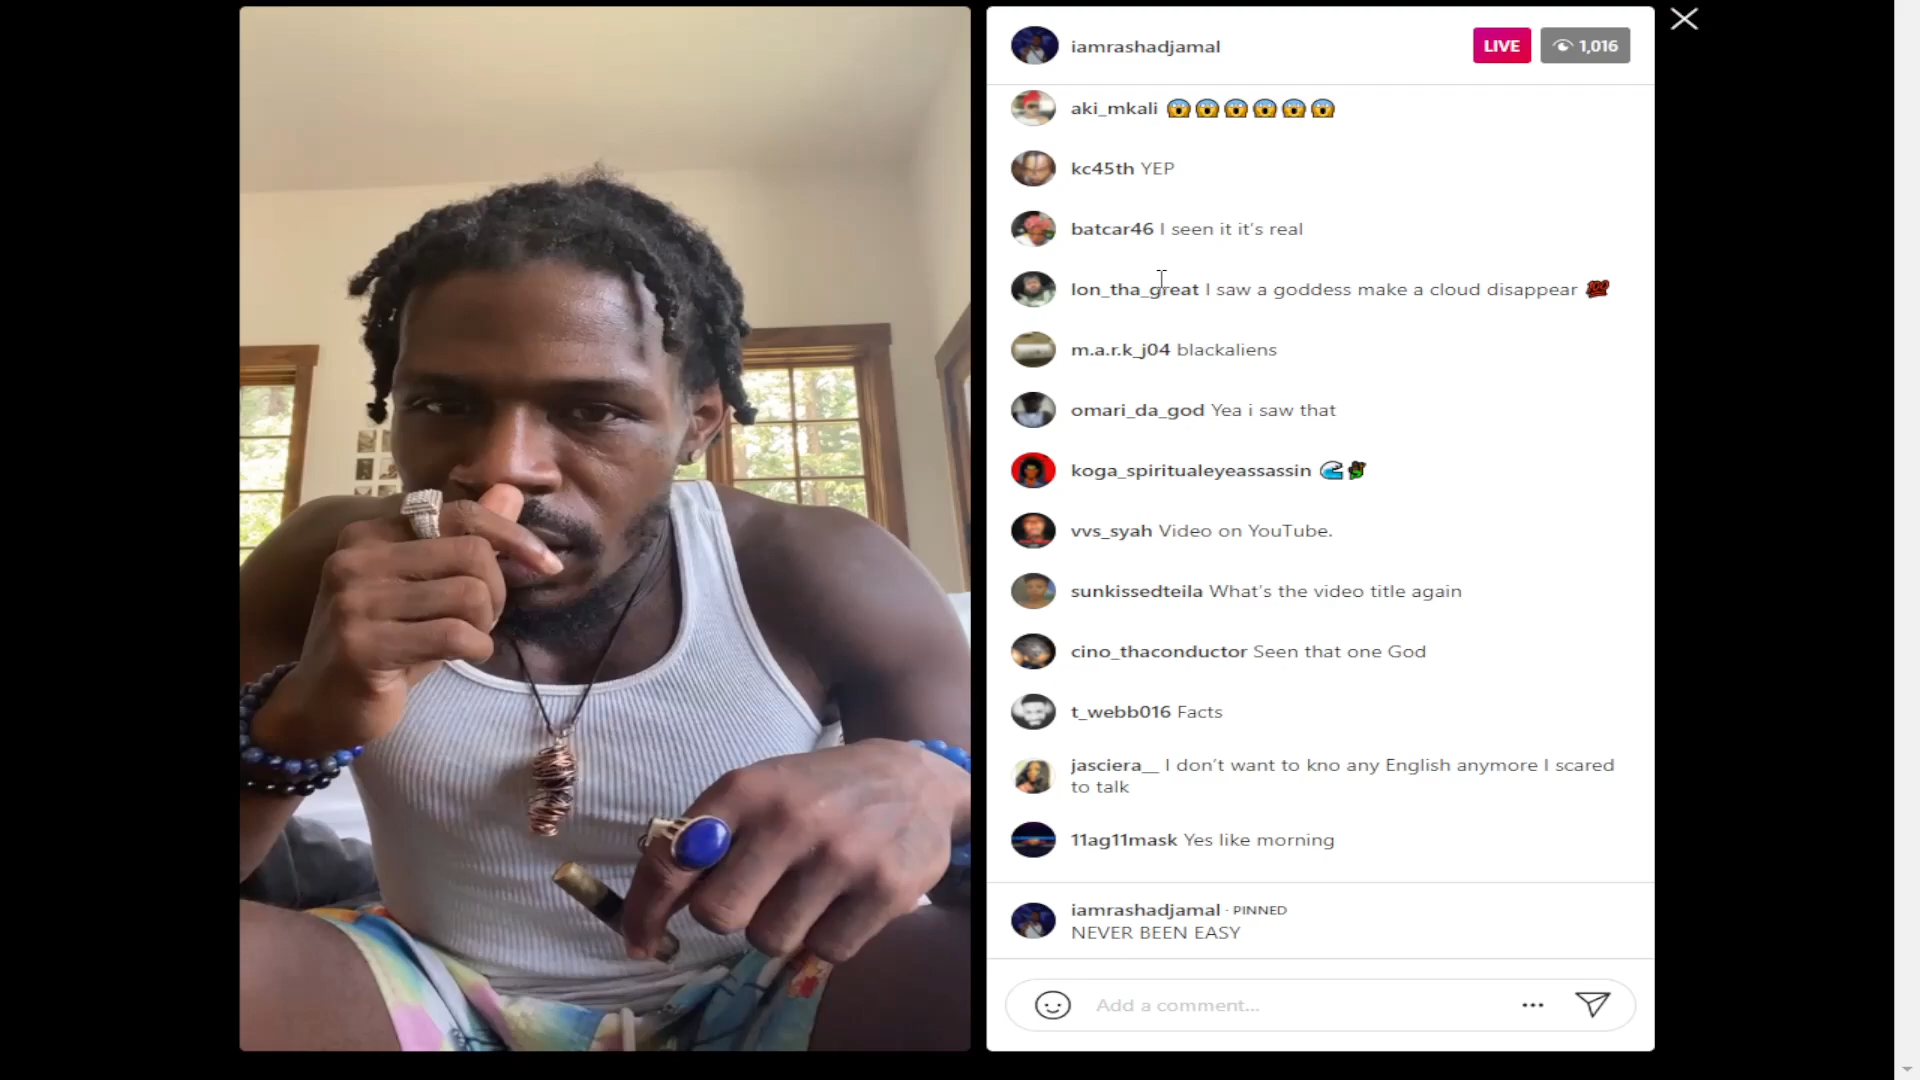 iamrashadjamal
LIVE
1,016
aki_mkali 😱😱😱😱😱😱
kc45th YEP
batcar46 I seen it it's real
lon_tha_great I saw a goddess make a cloud disappear 💯
m.a.r.k_j04 blackaliens
omari_da_god Yea i saw that
koga_spiritualeyeassassin 🌊
vvs_syah Video on YouTube.
sunkissedteila What's the video title again
cino_thaconductor Seen that one God
t_webb016 Facts
jasciera__ I don't want to kno any English anymore I scared
to talk
11ag11mask Yes like morning
iamrashadjamal · PINNED
NEVER BEEN EASY
Add a comment...